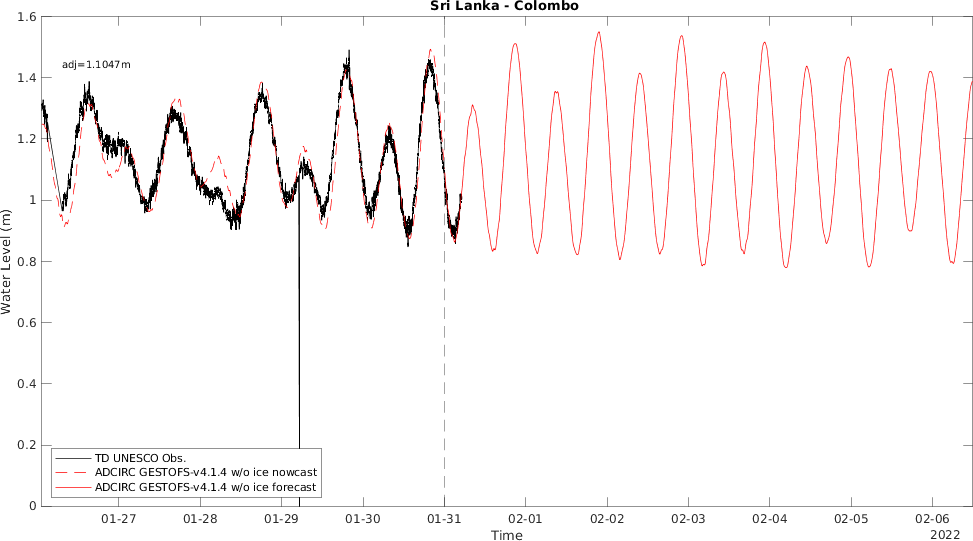 Sri Lanka - Colombo
adj=1.1047m
1.6
1.4
1.2
1
0.8
0.6
0.4
0.2
0
Water Level (m)
TD UNESCO Obs.
ADCIRC GESTOFS-v4.1.4 w/o ice nowcast
ADCIRC GESTOFS-v4.1.4 w/o ice forecast
01-27 01-28 01-29 01-30 01-31 02-01 02-02 02-03 02-04 02-05 02-06
Time
2022